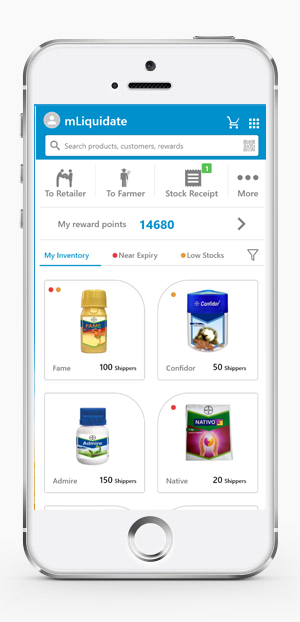 mLiquidate
Search products, customers, rewards
1
To Retailer To Farmer Stock Receipt More
My reward points 14680
My Inventory Near Expiry Low Stocks
FAME
Confidor
Fame 100 Shippers
Confidor 50 Shippers
Admire
NATIVO
Admire 150 Shippers
Native 20 Shippers